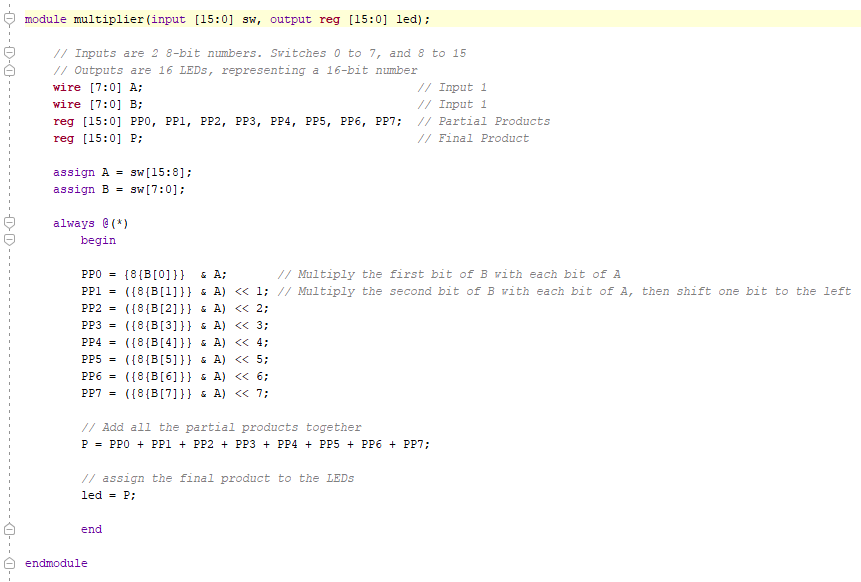 module multiplier(input [15:0] sw, output reg [15:0] led);
// Inputs are 2 8-bit numbers. Switches 0 to 7, and 8 to 15
// Outputs are 16 LEDs, representing a 16-bit number
wire [7:0] A; // Input 1
wire [7:0] B; // Input 1
reg [15:0] PP0, PP1, PP2, PP3, PP4, PP5, PP6, PP7; // Partial Products
reg [15:0] P; // Final Product
assign A = sw[15:8];
assign B = sw[7:0];
always @(*)
begin
PP0 = {8{B[0]}} & A; // Multiply the first bit of B with each bit of A
PP1 = ({8{B[1]}} & A) << 1; // Multiply the second bit of B with each bit of A, then shift one bit to the left
PP2 = ({8{B[2]}} & A) << 2;
PP3 = ({8{B[3]}} & A) << 3;
PP4 = ({8{B[4]}} & A) << 4;
PP5 = ({8{B[5]}} & A) << 5;
PP6 = ({8{B[6]}} & A) << 6;
PP7 = ({8{B[7]}} & A) << 7;
// Add all the partial products together
P = PP0 + PP1 + PP2 + PP3 + PP4 + PP5 + PP6 + PP7;
// assign the final product to the LEDs
led = P;
end
endmodule